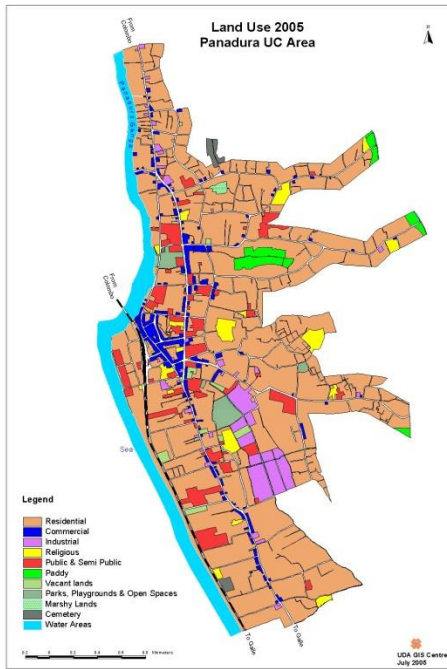 Land Use 2005
Panadura UC Area
N
From
Colombo
Panadura Ganga
From
Colombo
Sea
Legend
Residential
Commercial
Industrial
Religious
Public & Semi Public
Paddy
Vacant lands
Parks, Playgrounds & Open Spaces
Marshy Lands
Cemetery
Water Areas
To Galle
To Galle
UDA GIS Centre
July 2005